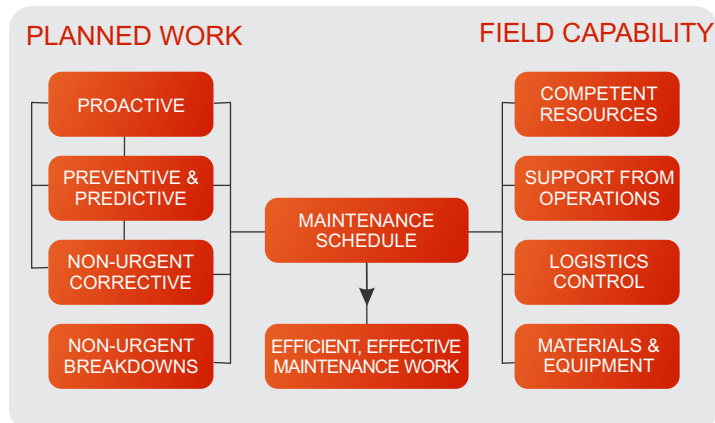 PLANNED WORK
PROACTIVE
PREVENTIVE &
PREDICTIVE
NON-URGENT
CORRECTIVE
NON-URGENT
BREAKDOWNS
MAINTENANCE
SCHEDULE
EFFICIENT, EFFECTIVE
MAINTENANCE WORK
FIELD CAPABILITY
COMPETENT
RESOURCES
SUPPORT FROM
OPERATIONS
LOGISTICS
CONTROL
MATERIALS &
EQUIPMENT